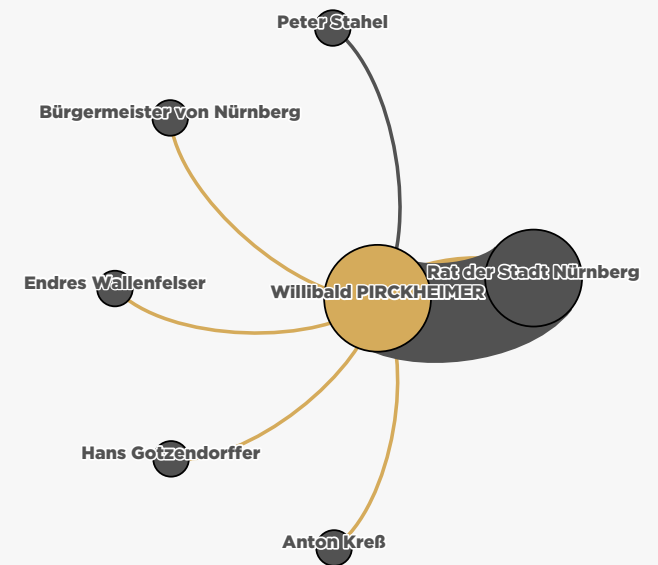 Peter Stahel
Bürgermeister von Nürnberg
Rat der Stadt Nürnberg
Endres Wallenfelser
Willibald PIRCKHEIMER
Hans Gotzendorffer
Anton Kreß